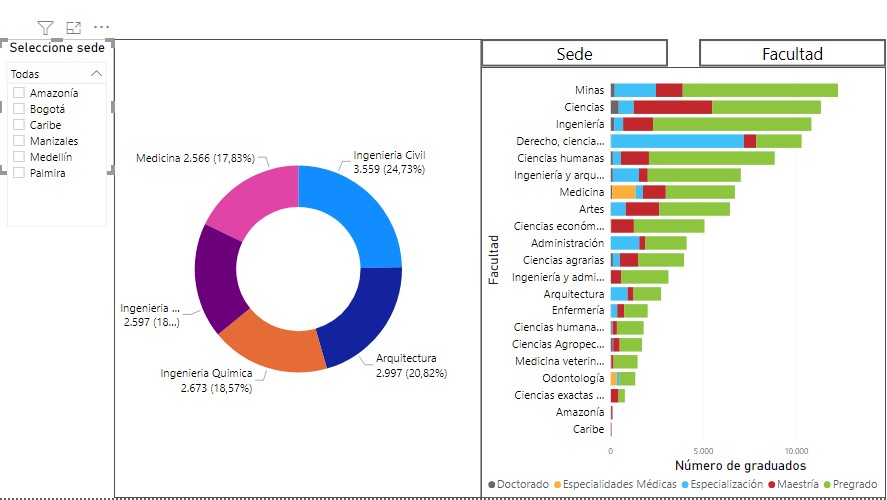 Seleccione sede
Todas
Amazonía
Bogotá
Caribe
Manizales
Medellín
Palmira
Medicina 2.566 (17,83%)
Ingenieria Civil
3.559 (24,73%)
Ingenieria ...
2.597 (18...)
Ingenieria Quimica
2.673 (18,57%)
Arquitectura
2.997 (20,82%)
Sede
Facultad
Facultad
Minas
Ciencias
Ingeniería
Derecho, ciencia...
Ciencias humanas
Ingeniería y arqu...
Medicina
Artes
Ciencias económ...
Administración
Ciencias agrarias
Ingeniería y admi...
Arquitectura
Enfermería
Ciencias humana...
Ciencias Agropec...
Medicina veterin...
Odontología
Ciencias exactas ...
Amazonía
Caribe
0 5.000 10.000
Número de graduados
Doctorado Especialidades Médicas Especialización Maestría Pregrado